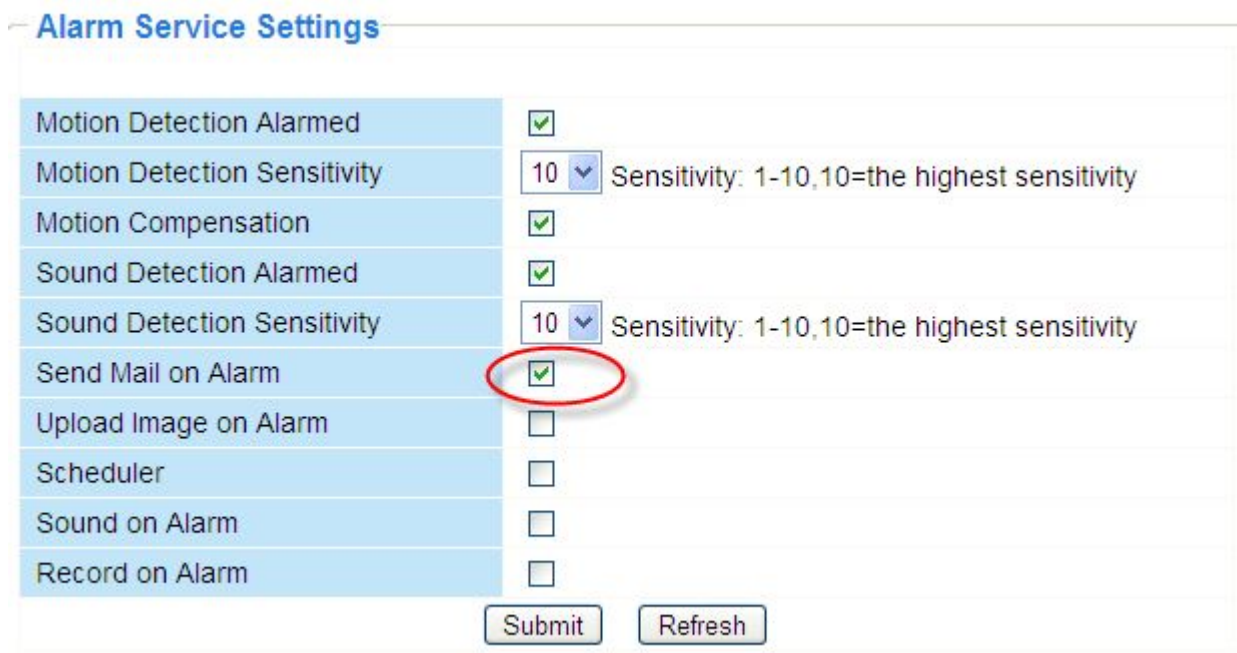 Alarm Service Settings
Motion Detection Alarmed
Motion Detection Sensitivity 10 Sensitivity: 1-10,10=the highest sensitivity
Motion Compensation
Sound Detection Alarmed
Sound Detection Sensitivity 10 Sensitivity: 1-10,10=the highest sensitivity
Send Mail on Alarm
Upload Image on Alarm
Scheduler
Sound on Alarm
Record on Alarm
Submit Refresh